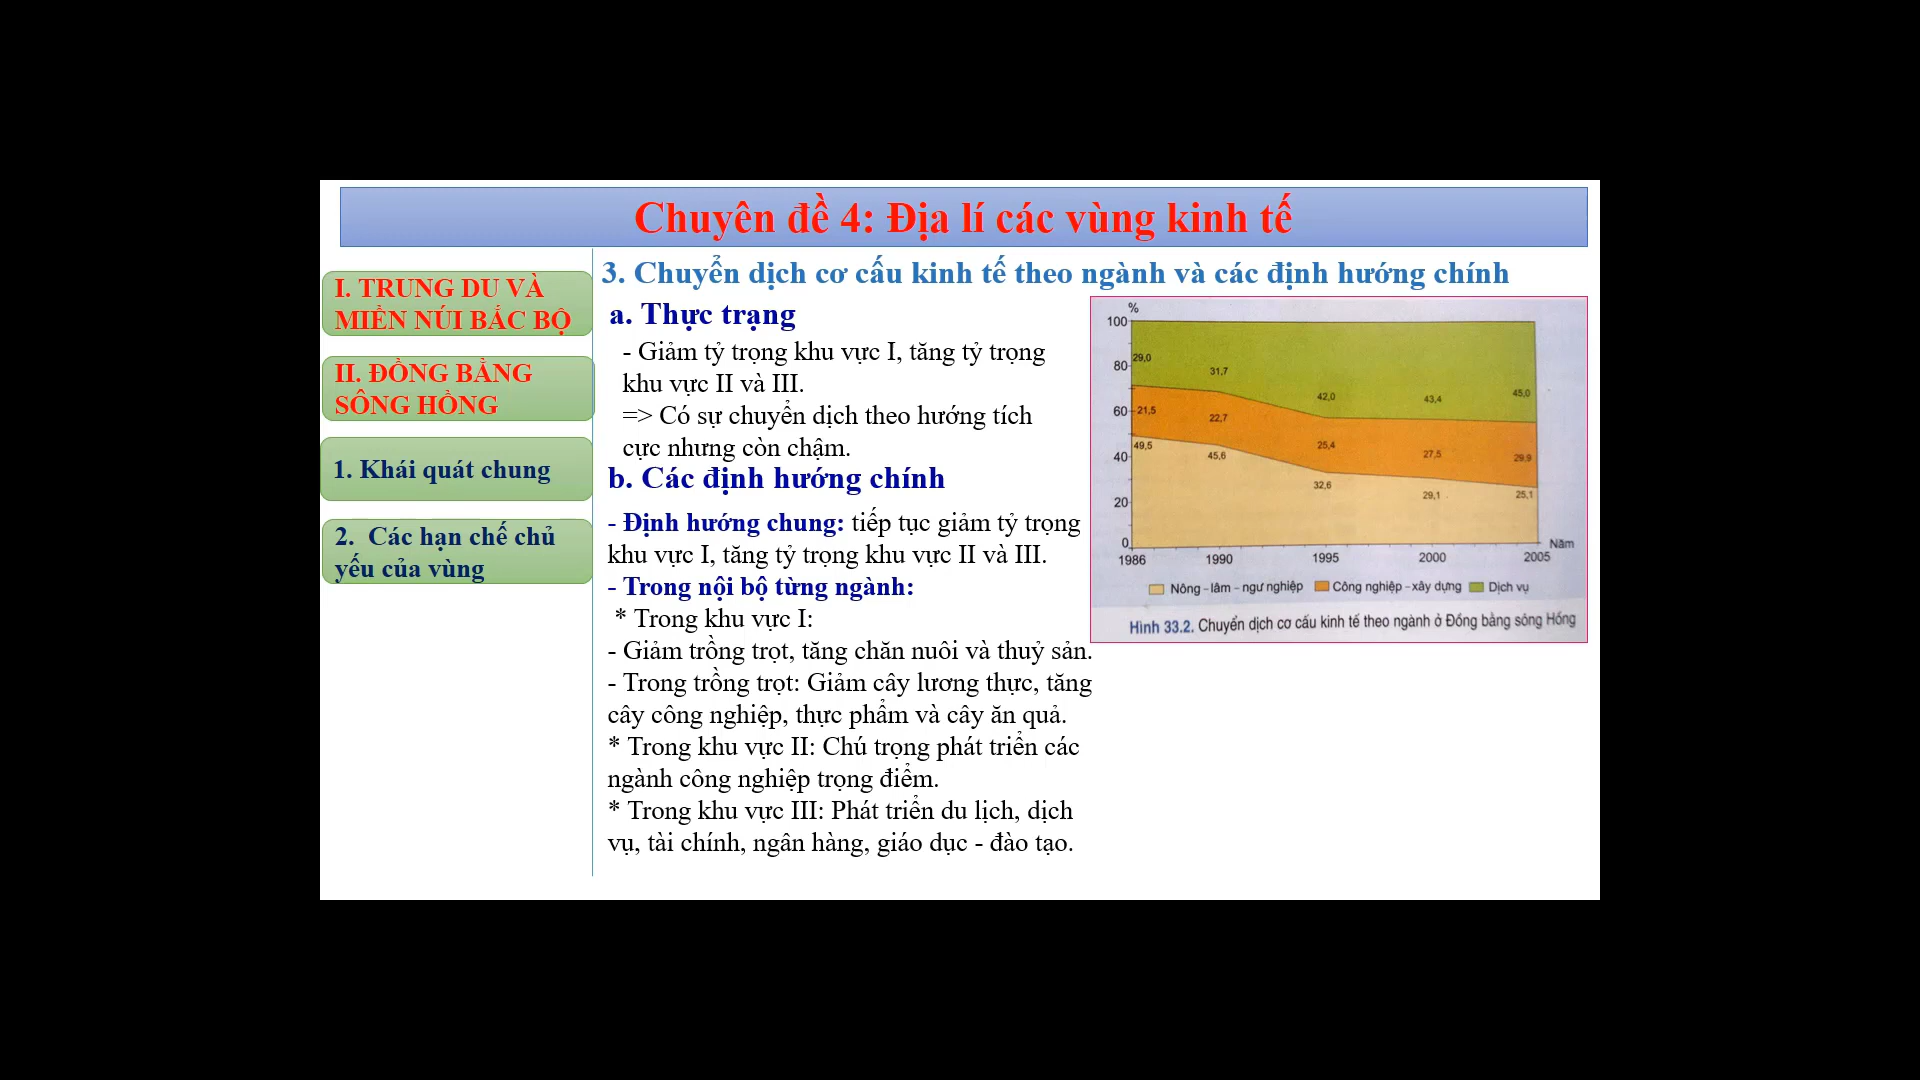 Chuyên đề 4: Địa lí các vùng kinh tế
I. TRUNG DU VÀ
MIỀN NÚI BẮC BỘ
II. ĐỒNG BẰNG
SÔNG HỒNG
1. Khái quát chung
2. Các hạn chế chủ
yếu của vùng
3. Chuyển dịch cơ cấu kinh tế theo ngành và các định hướng chính
a. Thực trạng
- Giảm tỷ trọng khu vực I, tăng tỷ trọng
khu vực II và III.
=> Có sự chuyển dịch theo hướng tích
cực nhưng còn chậm.
b. Các định hướng chính
- Định hướng chung: tiếp tục giảm tỷ trọng
khu vực I, tăng tỷ trọng khu vực II và III.
- Trong nội bộ từng ngành:
* Trong khu vực I:
- Giảm trồng trọt, tăng chăn nuôi và thuỷ sản.
- Trong trồng trọt: Giảm cây lương thực, tăng
cây công nghiệp, thực phẩm và cây ăn quả.
* Trong khu vực II: Chú trọng phát triển các
ngành công nghiệp trọng điểm.
* Trong khu vực III: Phát triển du lịch, dịch
vụ, tài chính, ngân hàng, giáo dục - đào tạo.
%
100
80
60
40
20
0
29,0
31,7
42,0
43,4
45,0
21,5
22,7
25,4
27,5
29,9
49,5
45,6
32,6
29,1
25,1
Năm
1986 1990 1995 2000 2005
Nông - lâm - ngư nghiệp Công nghiệp - xây dựng Dịch vụ
Hình 33.2. Chuyển dịch cơ cấu kinh tế theo ngành ở Đồng bằng sông Hồng